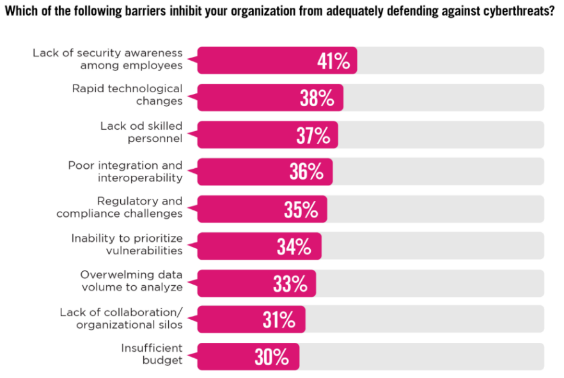 Which of the following barriers inhibit your organization from adequately defending against cyberthreats?
Lack of security awareness
among employees
41%
Rapid technological
changes
38%
Lack od skilled
personnel
37%
Poor integration and
interoperability
36%
Regulatory and
compliance challenges
35%
Inability to prioritize
vulnerabilities
34%
Overwelming data
volume to analyze
33%
Lack of collaboration/
organizational silos
31%
Insufficient
budget
30%